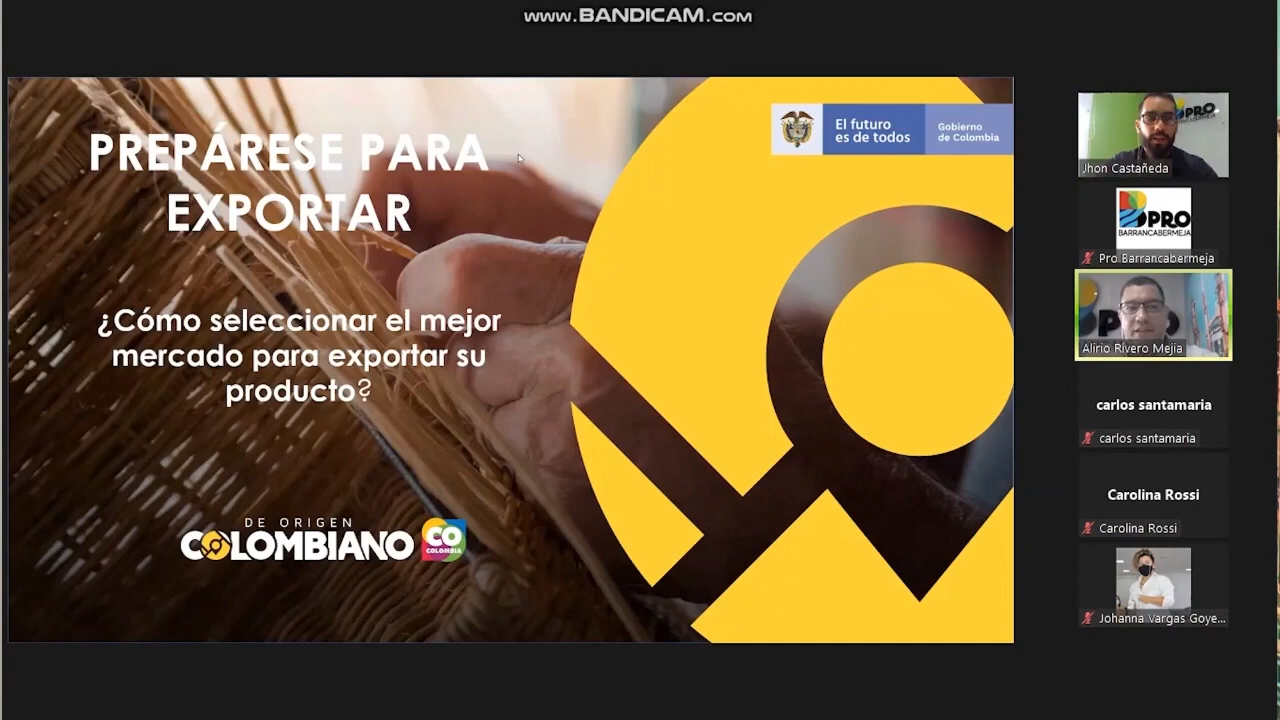 www.BANDICAM.com
PREPÁRESE PARA
EXPORTAR
¿Cómo seleccionar el mejor
mercado para exportar su
producto?
DE ORIGEN
COLOMBIANO
CO
COLOMBIA
El futuro
es de todos
Gobierno
de Colombia
PRO
BARRANCABERMEJA
Jhon Castañeda
PRO
BARRANCABERMEJA
Pro Barrancabermeja
Alirio Rivero Mejia
carlos santamaria
carlos santamaria
Carolina Rossi
Carolina Rossi
Johanna Vargas Goye...